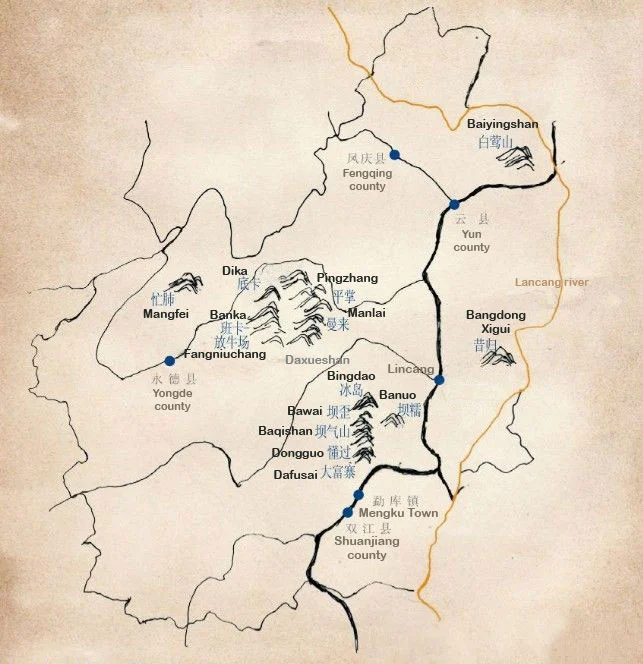 Baiyingshan
白莺山
凤庆县
Fengqing
county
云 县
Yun
county
Dika
底卡
Pingzhang
平掌
Lancang river
忙肺
Mangfei
Banka
班卡
放牛场
Fangniuchang
Manlai
曼来
Bangdong
Xigui
昔归
永 德 县
Yongde
county
Daxueshan
Lincang
Bingdao
冰岛
Banuo
坝糯
Bawai 坝歪
Baqishan 坝气山
Dongguo 懂过
Dafusai 大富寨
勐 库 镇
Mengku Town
双 江 县
Shuanjiang
county